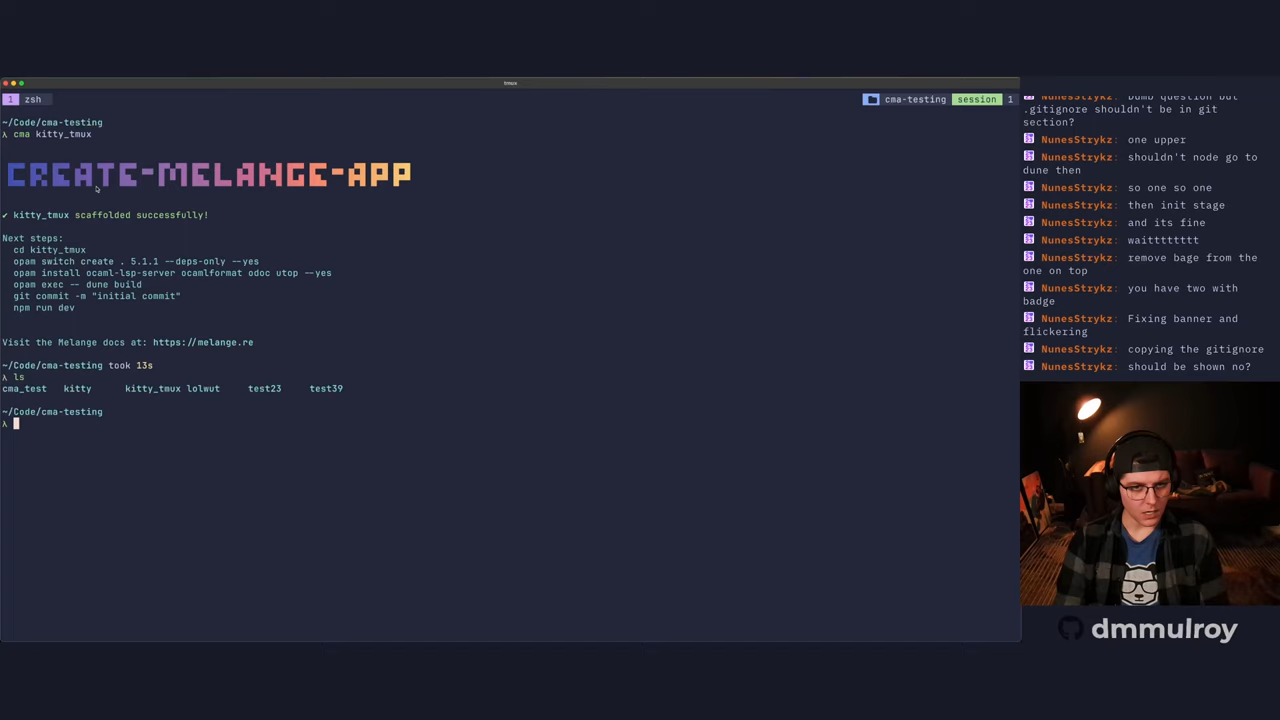 tmux
1 zsh
cma-testing session 1
~/Code/cma-testing
λ cma kitty_tmux
CREATE-MELANGE-APP
✔ kitty_tmux scaffolded successfully!
Next steps:
cd kitty_tmux
opam switch create . 5.1.1 --deps-only --yes
opam install ocaml-lsp-server ocamlformat odoc utop --yes
opam exec -- dune build
git commit -m "initial commit"
npm run dev
Visit the Melange docs at: https://melange.re
~/Code/cma-testing took 13s
λ ls
cma_test kitty kitty_tmux lolwut test23 test39
~/Code/cma-testing
λ
NunesStrykz: Dumb question but
.gitignore shouldn't be in git
section?
NunesStrykz: one upper
NunesStrykz: shouldn't node go to
dune then
NunesStrykz: so one so one
NunesStrykz: then init stage
NunesStrykz: and its fine
NunesStrykz: waitttttttt
NunesStrykz: remove bage from the
one on top
NunesStrykz: you have two with
badge
NunesStrykz: Fixing banner and
flickering
NunesStrykz: copying the gitignore
NunesStrykz: should be shown no?
dmmulroy